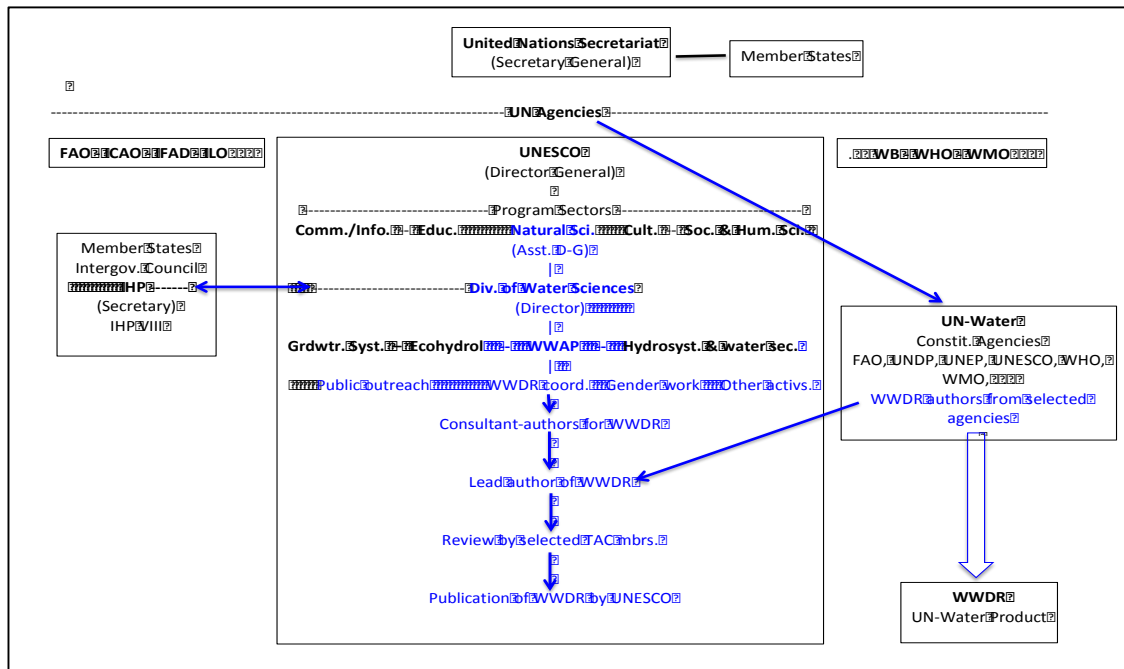 United Nations Secretariat
(Secretary General)
Member States
UN Agencies
FAO - ICAO - IFAD - ILO
UNESCO
(Director General)
. WB - WHO - WMO
Program Sectors
Comm./Info. - Educ. Natural Sci. Cult. - Soc. & Hum. Sci.
(Asst. D-G)
|
Member States
Intergov. Council
IHP -------
(Secretary)
IHP VIII
Div. of Water Sciences
(Director)
|
Grdwtr. Syst. - Ecohydrol - WWAP - Hydrosyst. & water sec.
|
Public outreach WWDR coord. Gender work Other activs.
Consultant-authors for WWDR
Lead author of WWDR
Review by selected TAC mbrs.
Publication of WWDR by UNESCO
UN-Water
Constit. Agencies
FAO, UNDP, UNEP, UNESCO, WHO,
WMO,
WWDR authors from selected
agencies
WWDR
UN-Water Product